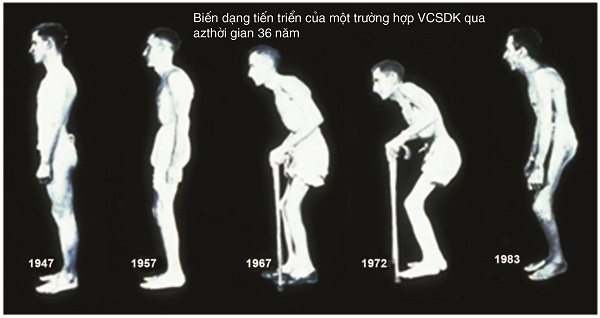 Biến dạng tiến triển của một trường hợp VCSDK qua
azthời gian 36 năm
1947
1957
1967
1972
1983